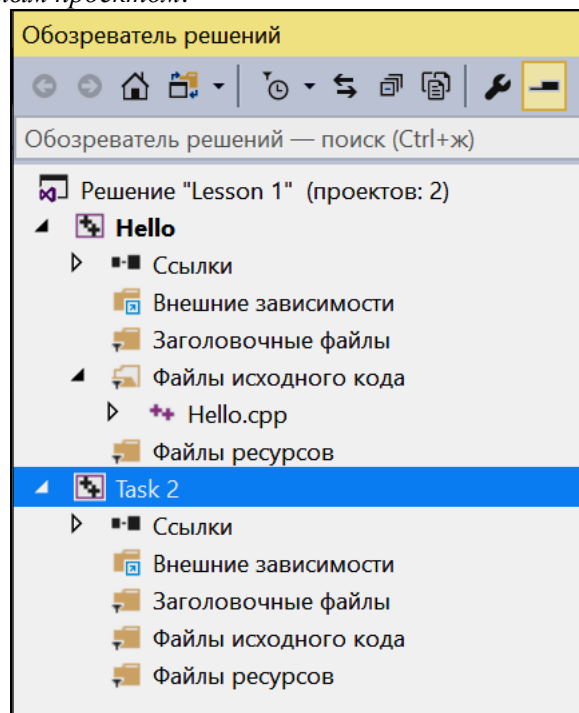 проектом.
Обозреватель решений
Обозреватель решений — поиск (Ctrl+ж)
Решение "Lesson 1" (проектов: 2)
Hello
Ссылки
Внешние зависимости
Заголовочные файлы
Файлы исходного кода
Hello.cpp
Файлы ресурсов
Task 2
Ссылки
Внешние зависимости
Заголовочные файлы
Файлы исходного кода
Файлы ресурсов